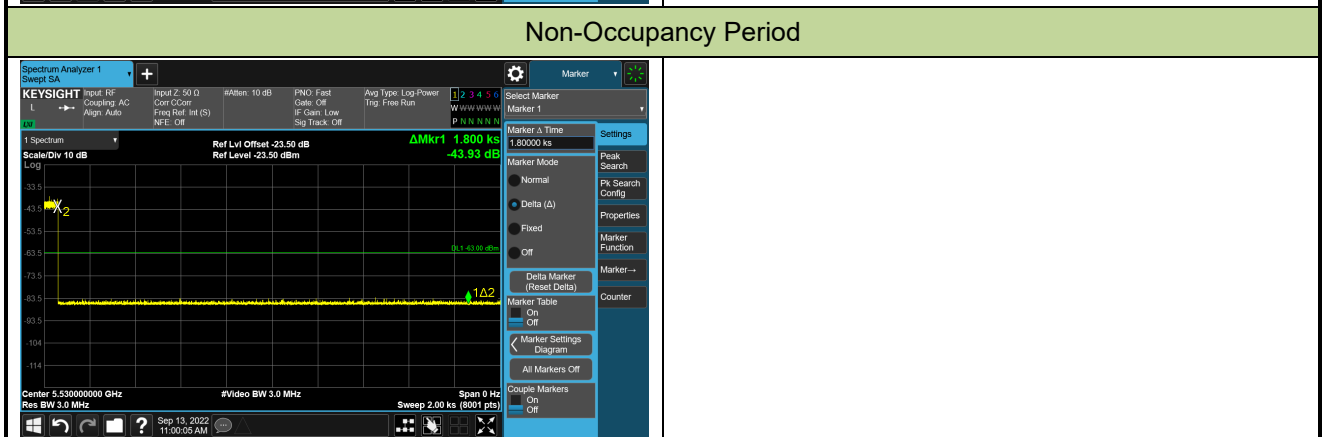 Non-Occupancy Period
Spectrum Analyzer 1
Swept SA
+
Marker
KEYSIGHT
L
Input: RF
Coupling: AC
Align: Auto
Input Z: 50 Ω
Corr CCorr
Freq Ref: Int (S)
NFE: Off
#Atten: 10 dB
PNO: Fast
Gate: Off
IF Gain: Low
Sig Track: Off
Avg Type: Log-Power
Trig: Free Run
1 2 3 4 5 6
W W W W W W
P N N N N N
Select Marker
Marker 1
1 Spectrum
Scale/Div 10 dB
Ref Lvl Offset -23.50 dB
Ref Level -23.50 dBm
ΔMkr1 1.800 ks
-43.93 dB
Log
-33.5
-43.5
-53.5
-63.5
-73.5
-83.5
-93.5
-104
-114
2
DL1 -63.00 dBm
1Δ2
Center 5.530000000 GHz
Res BW 3.0 MHz
#Video BW 3.0 MHz
Span 0 Hz
Sweep 2.00 ks (8001 pts)
Marker Δ Time
1.80000 ks
Marker Mode
Normal
Delta (Δ)
Fixed
Off
Delta Marker
(Reset Delta)
Marker Table
On
Off
Marker Settings
Diagram
All Markers Off
Couple Markers
On
Off
Settings
Peak
Search
Pk Search
Config
Properties
Marker
Function
Marker→
Counter
?
Sep 13, 2022
11:00:05 AM